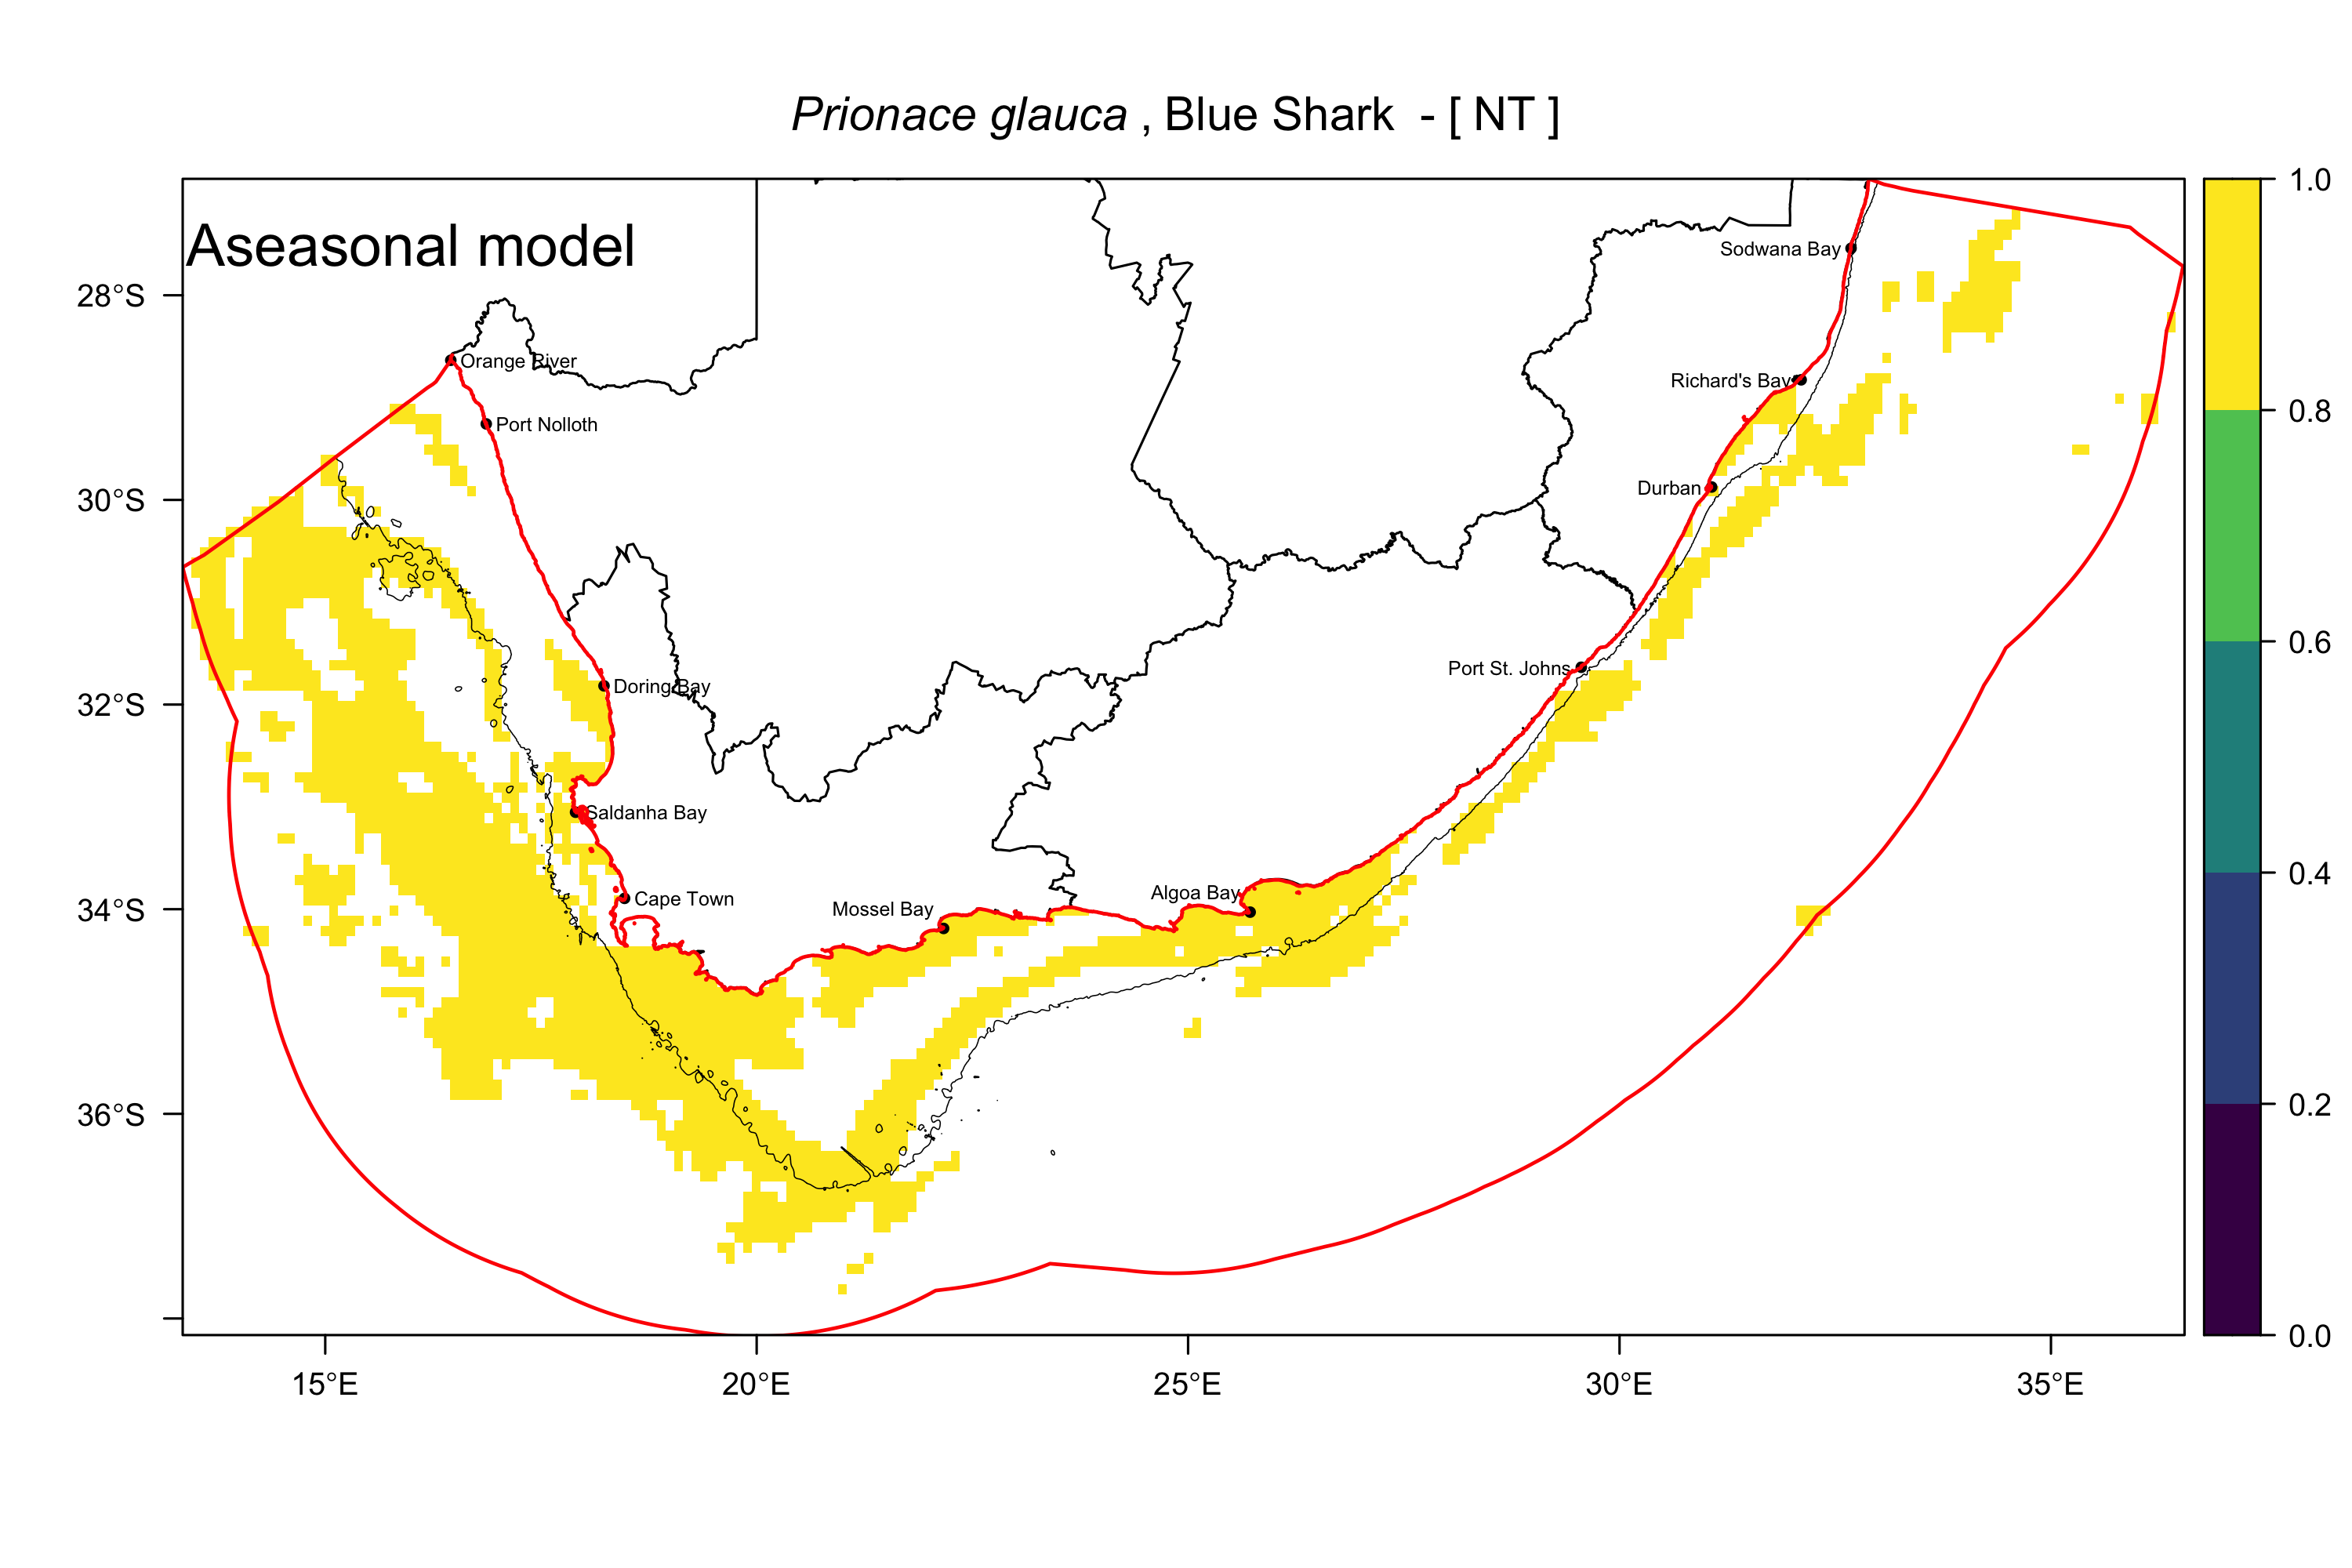 Prionace glauca , Blue Shark - [ NT ]
Aseasonal model
1.0
0.8
0.6
0.4
0.2
0.0
28°S
30°S
32°S
34°S
36°S
15°E
20°E
25°E
30°E
35°E
Sodwana Bay
Orange River
Richard's Bay
Port Nolloth
Durban
Port St. Johns
Doring Bay
Saldanha Bay
Algoa Bay
Cape Town
Mossel Bay